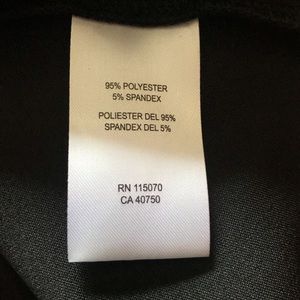 95% POLYESTER
5% SPANDEX
POLIESTER DEL 95%
SPANDEX DEL 5%
RN 115070
CA 40750